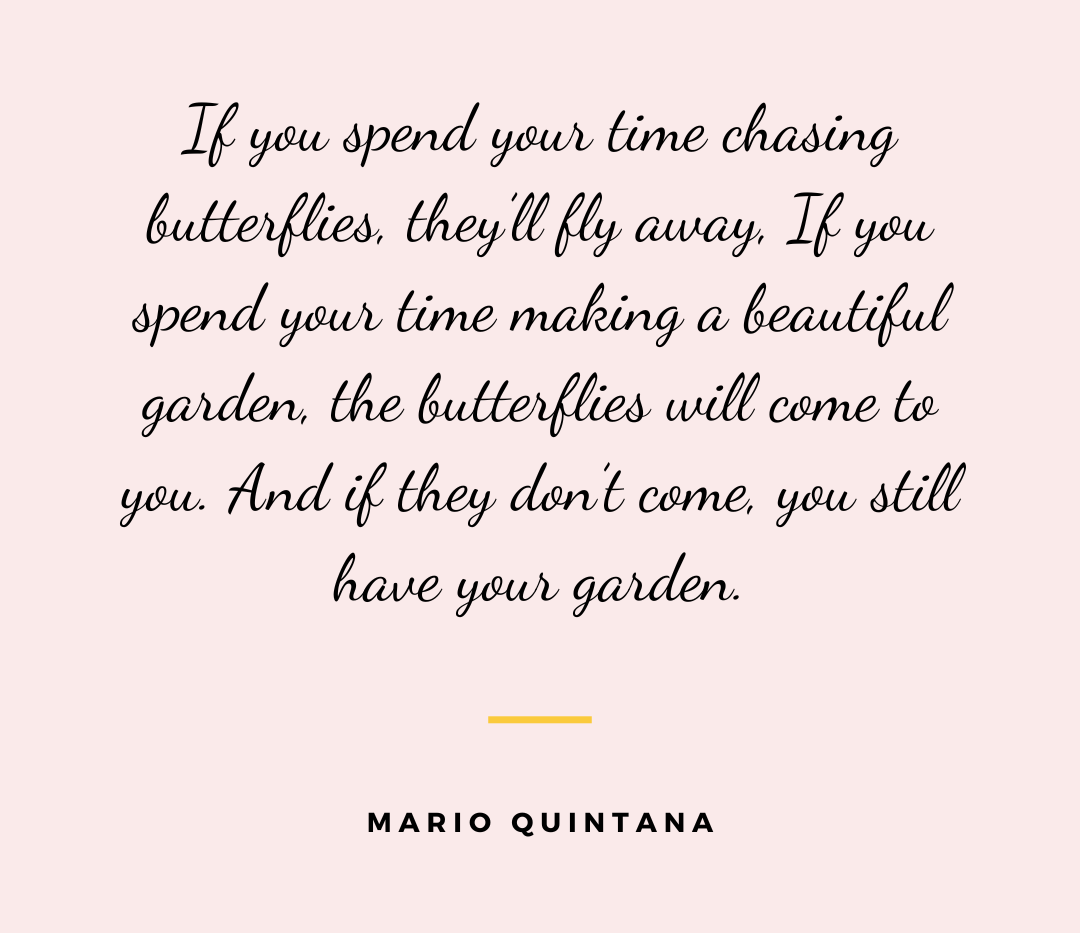 If you spend your time chasing
butterflies, they'll fly away, If you
spend your time making a beautiful
garden, the butterflies will come to
you. And if they don't come, you still
have your garden.
MARIO QUINTANA